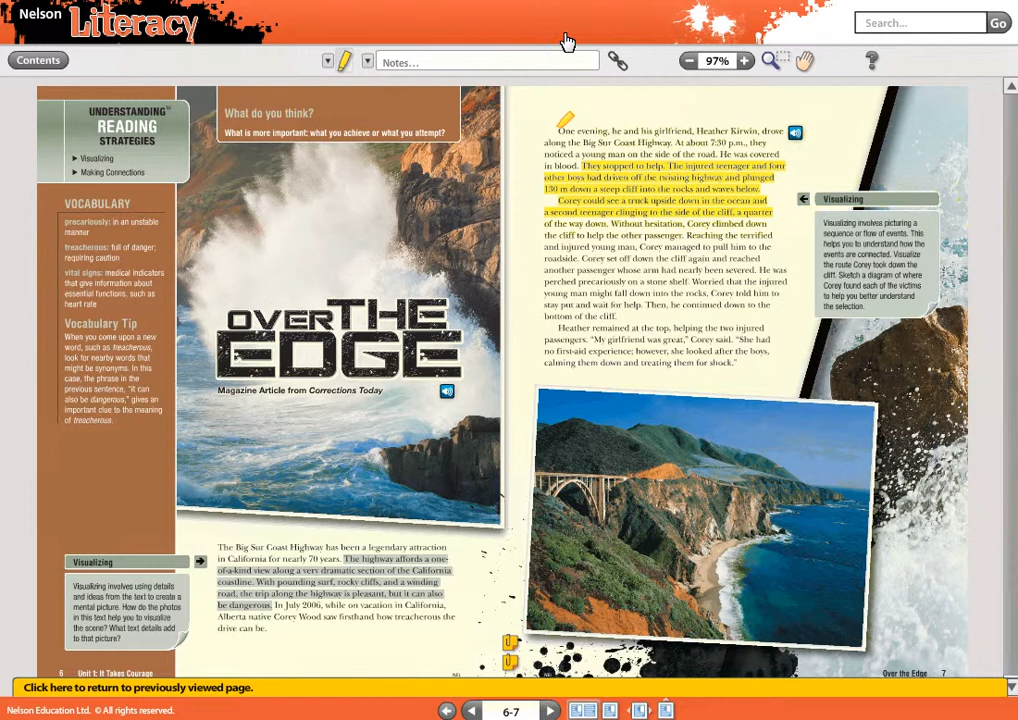 Nelson
Literacy
Search...
Go
Contents
Notes...
97%
?
UNDERSTANDING
READING
STRATEGIES
► Visualizing
► Making Connections
VOCABULARY
precariously: in an unstable
manner
treacherous: full of danger;
requiring caution
vital signs: medical indicators
that give information about
essential functions, such as
heart rate
Vocabulary Tip
When you come upon a new
word, such as treacherous,
look for nearby words that
might be synonyms. In this
case, the phrase in the
previous sentence, "it can
also be dangerous," gives an
important clue to the meaning
of treacherous.
Visualizing
Visualizing involves using details
and ideas from the text to create a
mental picture. How do the photos
in this text help you to visualize
the scene? What text details add
to that picture?
6 Unit 1: It Takes Courage
What do you think?
What is more important: what you achieve or what you attempt?
OVER THE
EDGE
Magazine Article from Corrections Today
The Big Sur Coast Highway has been a legendary attraction
in California for nearly 70 years. The highway affords a one-
of-a-kind view along a very dramatic section of the California
coastline. With pounding surf, rocky cliffs, and a winding
road, the trip along the highway is pleasant, but it can also
be dangerous. In July 2006, while on vacation in California,
Alberta native Corey Wood saw firsthand how treacherous the
drive can be.
NEL
One evening, he and his girlfriend, Heather Kirwin, drove
along the Big Sur Coast Highway. At about 7:30 p.m., they
noticed a young man on the side of the road. He was covered
in blood. They stopped to help. The injured teenager and four
other boys had driven off the twisting highway and plunged
130 m down a steep cliff into the rocks and waves below.
Corey could see a truck upside down in the ocean and
a second teenager clinging to the side of the cliff, a quarter
of the way down. Without hesitation, Corey climbed down
the cliff to help the other passenger. Reaching the terrified
and injured young man, Corey managed to pull him to the
roadside. Corey set off down the cliff again and reached
another passenger whose arm had nearly been severed. He was
perched precariously on a stone shelf. Worried that the injured
young man might fall down into the rocks, Corey told him to
stay put and wait for help. Then, he continued down to the
bottom of the cliff.
Heather remained at the top, helping the two injured
passengers. "My girlfriend was great," Corey said. "She had
no first-aid experience; however, she looked after the boys,
calming them down and treating them for shock."
Visualizing
Visualizing involves picturing a
sequence or flow of events. This
helps you to understand how the
events are connected. Visualize
the route Corey took down the
cliff. Sketch a diagram of where
Corey found each of the victims
to help you better understand
the selection.
NEL
Over the Edge 7
Click here to return to previously viewed page.
Nelson Education Ltd. © All rights reserved.
6-7